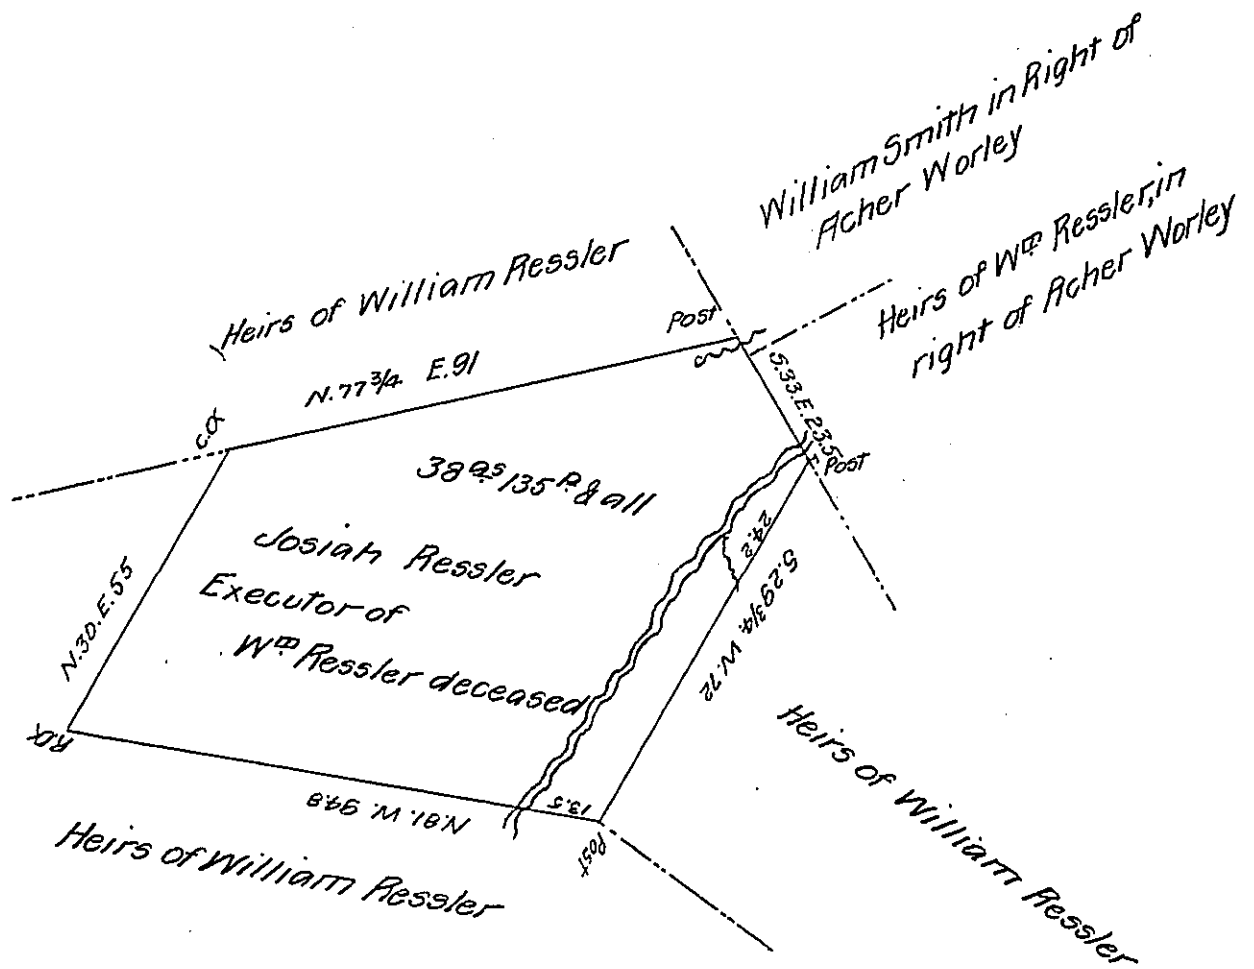 William Smith in Right of
Acher Worley
Heirs of Wm Ressler, in
right of Acher Worley
Heirs of William Ressler
Post
N.77 3/4 E.91
S.33.E.23.5
C.O.
Post
38 as 135 p. & all
Josiah Ressler
Executor of
Wm Ressler deceased
24.2
S.29 3/4. W.72
N.30.E.55
R.O.
N.81. W. 94.8
13.5
Post
Heirs of William Ressler
Heirs of William Ressler